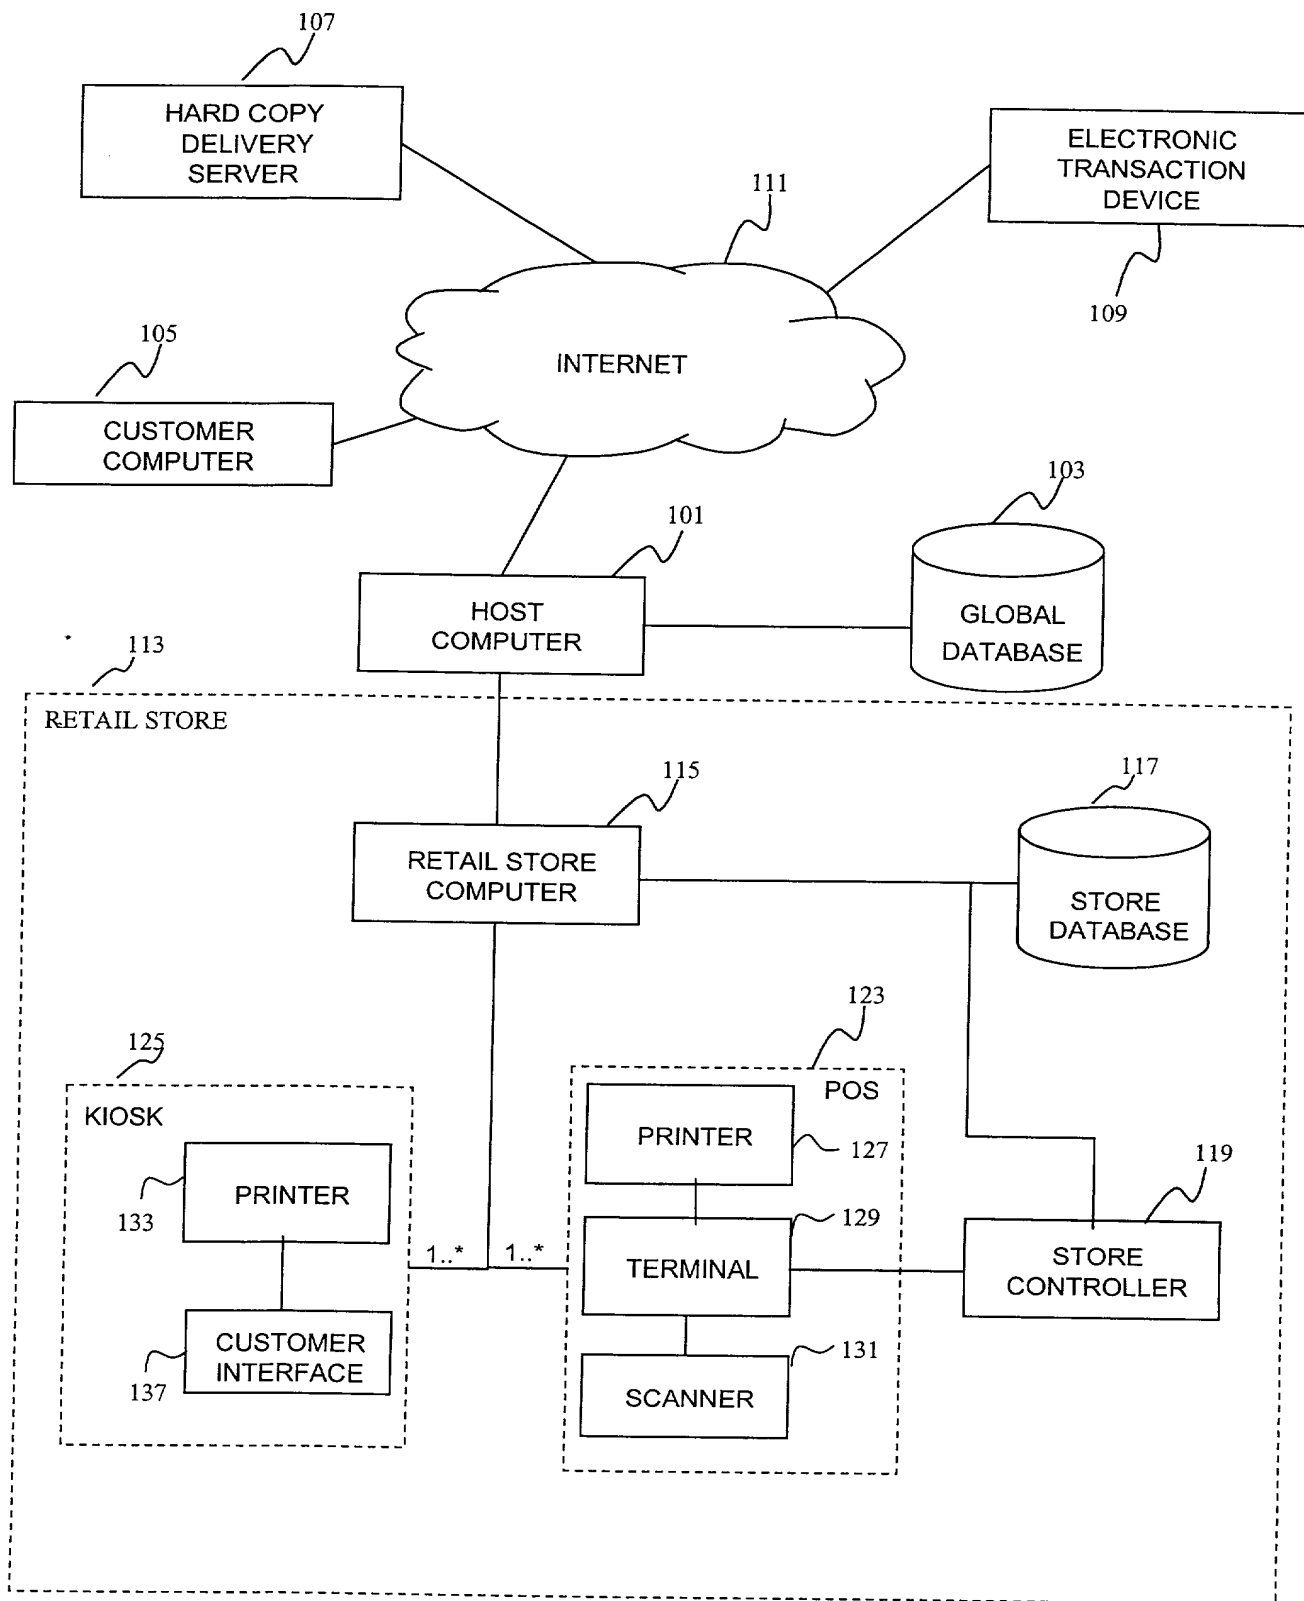 107
HARD COPY
DELIVERY
SERVER
ELECTRONIC
TRANSACTION
DEVICE
111
109
105
INTERNET
CUSTOMER
COMPUTER
103
101
HOST
COMPUTER
GLOBAL
DATABASE
113
RETAIL STORE
115
117
RETAIL STORE
COMPUTER
STORE
DATABASE
123
125
KIOSK
POS
PRINTER
127
119
PRINTER
133
129
1..*
1..*
TERMINAL
STORE
CONTROLLER
CUSTOMER
INTERFACE
137
131
SCANNER